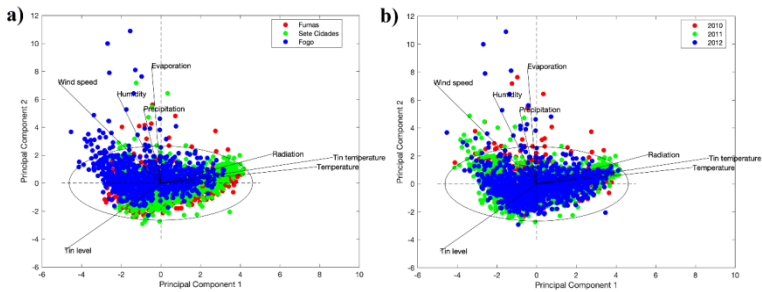 a)
Furnas
Sete Cidades
Fogo
Evaporation
Wind speed
Humidity
Precipitation
Radiation
Tin temperature
Temperature
Tin level
Principal Component 2
12
10
8
6
4
2
0
-2
-4
-6
-6 -4 -2 0 2 4 6 8 10
Principal Component 1
b)
2010
2011
2012
Evaporation
Wind speed
Humidity
Precipitation
Radiation
Tin temperature
Temperature
Tin level
Principal Component 2
12
10
8
6
4
2
0
-2
-4
-6
-6 -4 -2 0 2 4 6 8 10
Principal Component 1